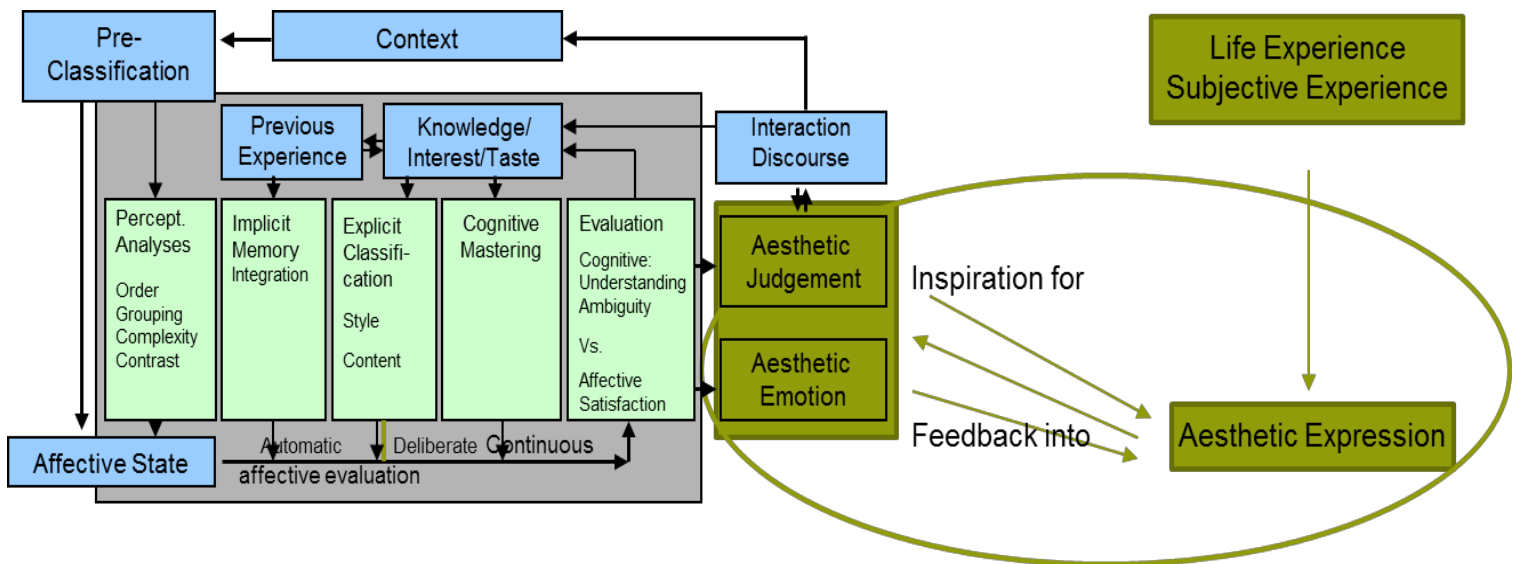 Pre-
Classification
Context
Life Experience
Subjective Experience
Previous
Experience
Knowledge/
Interest/Taste
Interaction
Discourse
Percept.
Analyses
Order
Grouping
Complexity
Contrast
Implicit
Memory
Integration
Explicit
Classifi-
cation
Style
Content
Cognitive
Mastering
Evaluation
Cognitive:
Understanding
Ambiguity
Vs.
Affective
Satisfaction
Aesthetic
Judgement
Aesthetic
Emotion
Inspiration for
Feedback into
Aesthetic Expression
Affective State
Automatic Deliberate Continuous
affective evaluation